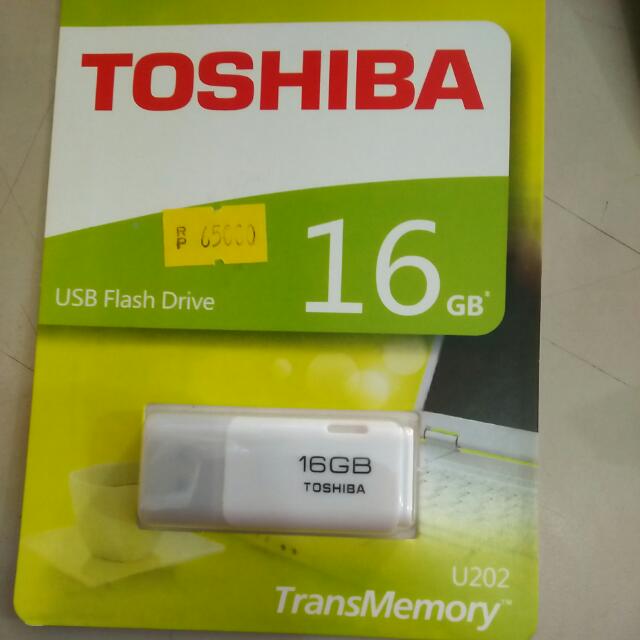 TOSHIBA
RP 65000
USB Flash Drive
16 GB*
16GB
TOSHIBA
U202
TransMemory™